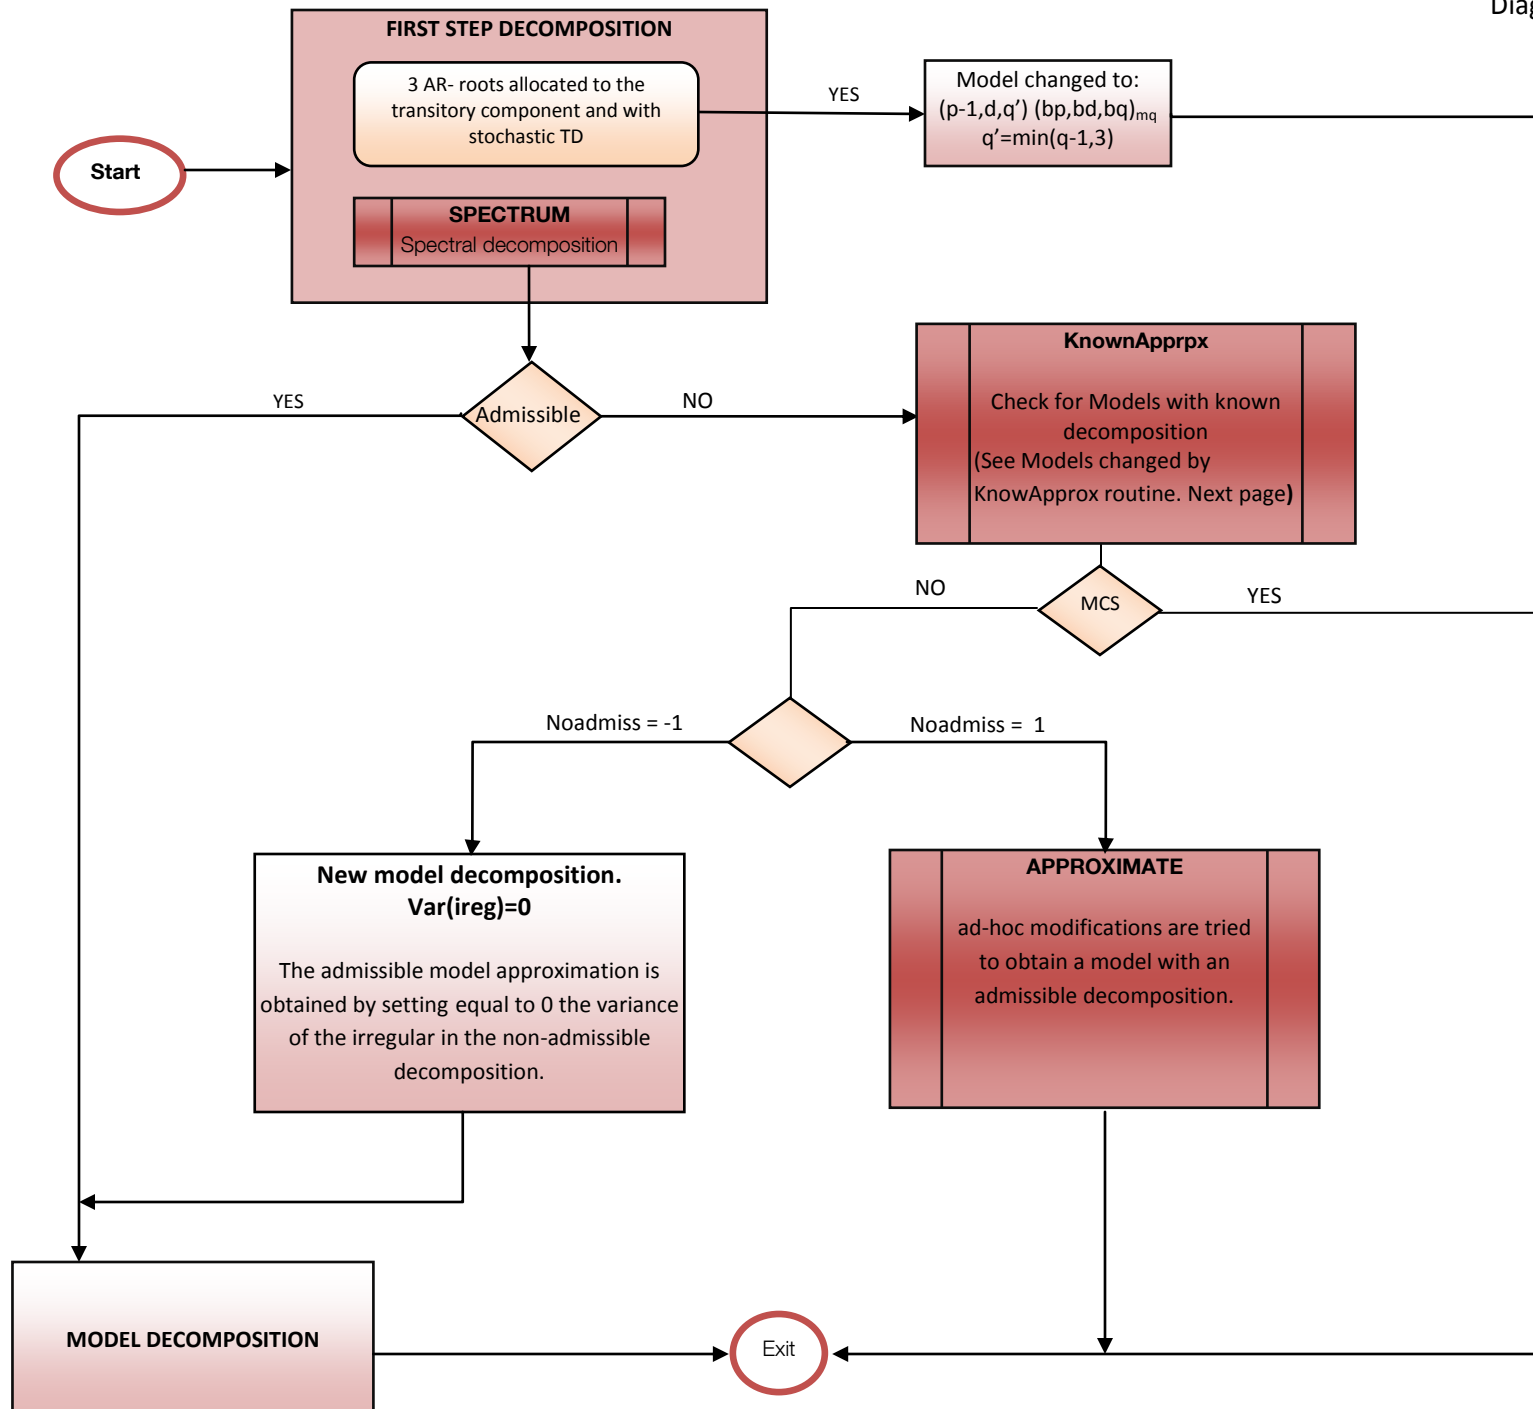 Diag
FIRST STEP DECOMPOSITION
3 AR- roots allocated to the
transitory component and with
stochastic TD
YES
Model changed to:
(p-1,d,q’) (bp,bd,bq)mq
q’=min(q-1,3)
Start
SPECTRUM
Spectral decomposition
KnownApprpx
Check for Models with known
decomposition
(See Models changed by
KnowApprox routine. Next page)
YES
Admissible
NO
NO
MCS
YES
Noadmiss = -1
Noadmiss = 1
New model decomposition.
Var(ireg)=0
The admissible model approximation is
obtained by setting equal to 0 the variance
of the irregular in the non-admissible
decomposition.
APPROXIMATE
ad-hoc modifications are tried
to obtain a model with an
admissible decomposition.
MODEL DECOMPOSITION
Exit